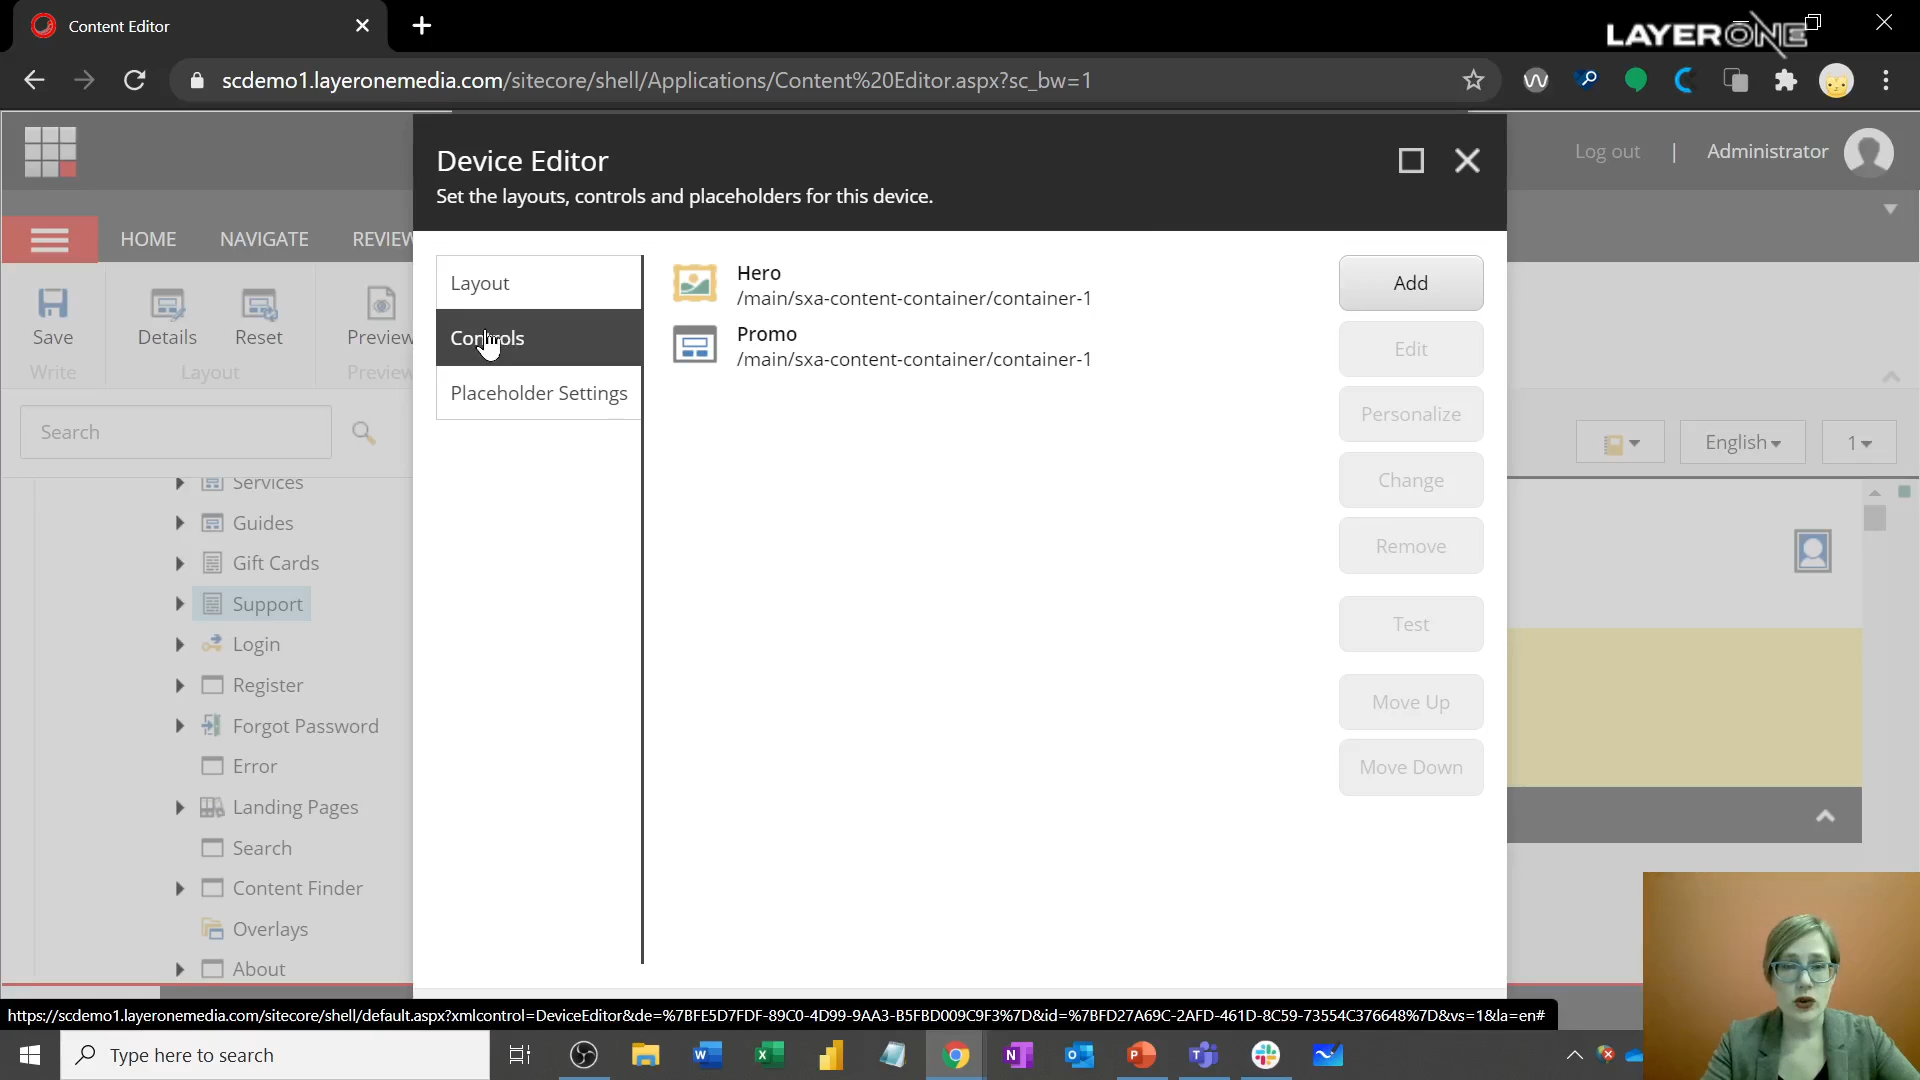 Content Editor
LAYERONE
scdemo1.layeronemedia.com/sitecore/shell/Applications/Content%20Editor.aspx?sc_bw=1
Log out | Administrator
Device Editor
Set the layouts, controls and placeholders for this device.
HOME NAVIGATE REVIEW
Save Details Reset Preview
Write Layout Preview
Search
Layout
Controls
Placeholder Settings
Hero
/main/sxa-content-container/container-1
Promo
/main/sxa-content-container/container-1
Add
Edit
Personalize
Change
Remove
Test
Move Up
Move Down
English
1
Services
Guides
Gift Cards
Support
Login
Register
Forgot Password
Error
Landing Pages
Search
Content Finder
Overlays
About
https://scdemo1.layeronemedia.com/sitecore/shell/default.aspx?xmlcontrol=DeviceEditor&de=%7BFE5D7FDF-89C0-4D99-9AA3-B5FBD009C9F3%7D&id=%7BFD27A69C-2AFD-461D-8C59-73554C376648%7D&vs=1&la=en#
Type here to search